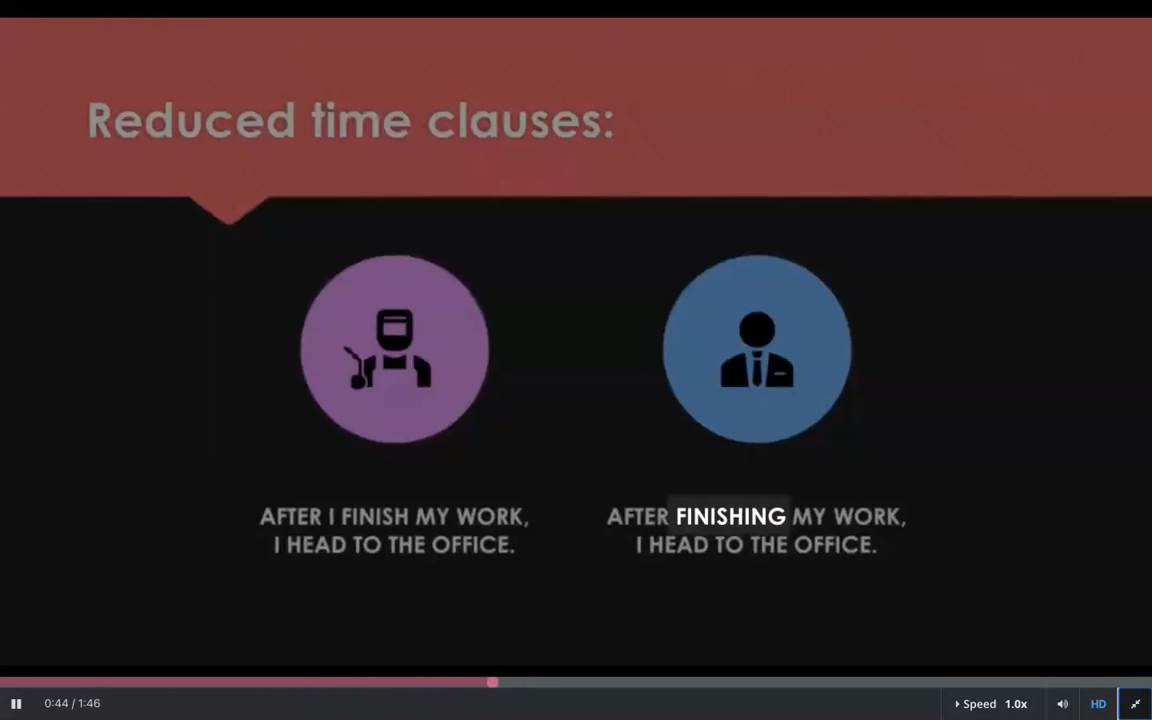 Reduced time clauses:
AFTER I FINISH MY WORK,
I HEAD TO THE OFFICE.
AFTER FINISHING MY WORK,
I HEAD TO THE OFFICE.
0:44 / 1:46
Speed 1.0x
HD